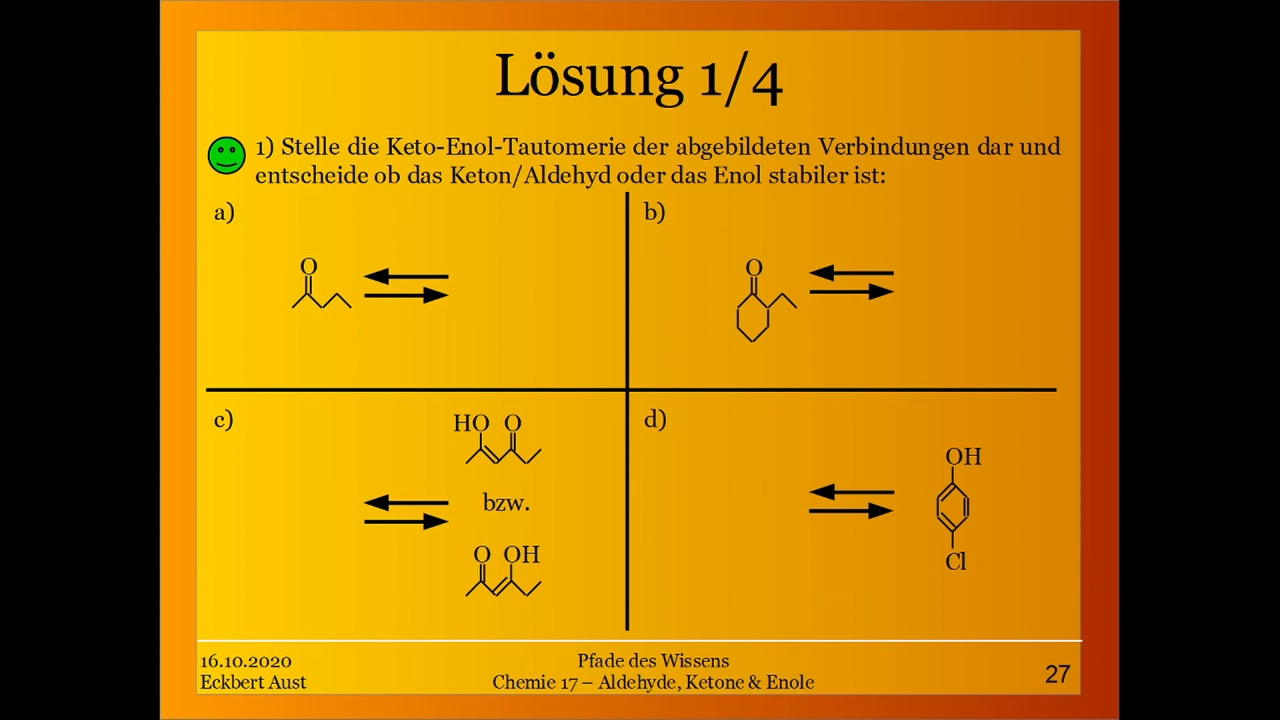 Lösung 1/4
1) Stelle die Keto-Enol-Tautomerie der abgebildeten Verbindungen dar und
entscheide ob das Keton/Aldehyd oder das Enol stabiler ist:
a)
b)
O
O
c)
d)
HO O
OH
bzw.
O OH
Cl
16.10.2020
Eckbert Aust
Pfade des Wissens
Chemie 17 – Aldehyde, Ketone & Enole
27